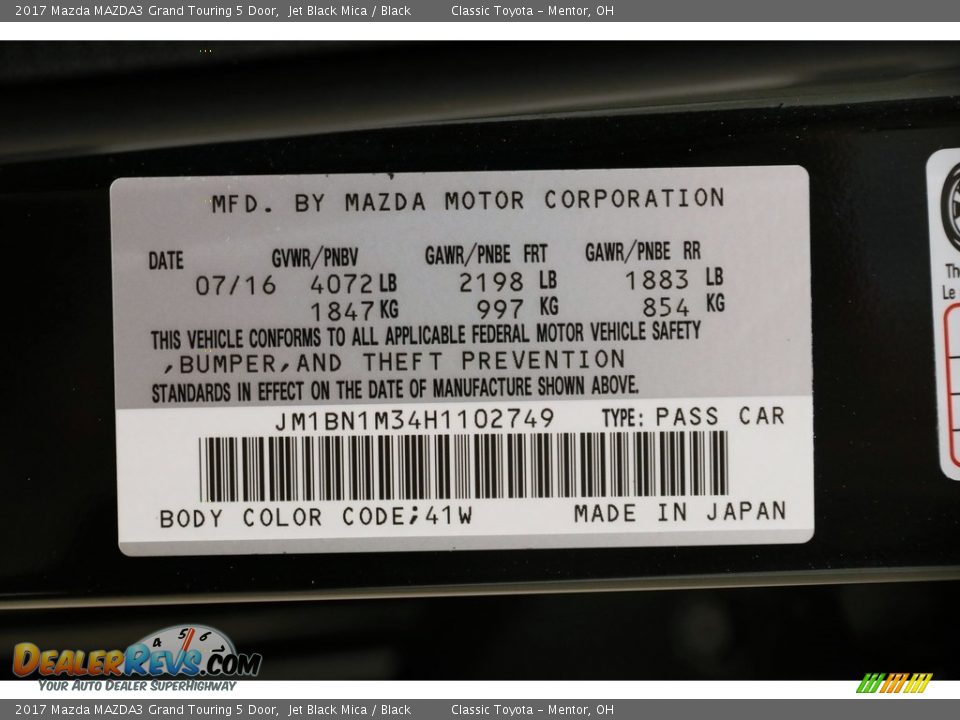 2017 Mazda MAZDA3 Grand Touring 5 Door, Jet Black Mica / Black Classic Toyota - Mentor, OH
MFD. BY MAZDA MOTOR CORPORATION
DATE GVWR/PNBV GAWR/PNBE FRT GAWR/PNBE RR
07/16 4072 LB 2198 LB 1883 LB
1847 KG 997 KG 854 KG
THIS VEHICLE CONFORMS TO ALL APPLICABLE FEDERAL MOTOR VEHICLE SAFETY
,BUMPER,AND THEFT PREVENTION
STANDARDS IN EFFECT ON THE DATE OF MANUFACTURE SHOWN ABOVE.
JM1BN1M34H1102749 TYPE: PASS CAR
BODY COLOR CODE;41W MADE IN JAPAN
Th
Le
4 5 6
DEALERREVS.COM
YOUR AUTO DEALER SUPERHIGHWAY
2017 Mazda MAZDA3 Grand Touring 5 Door, Jet Black Mica / Black Classic Toyota - Mentor, OH